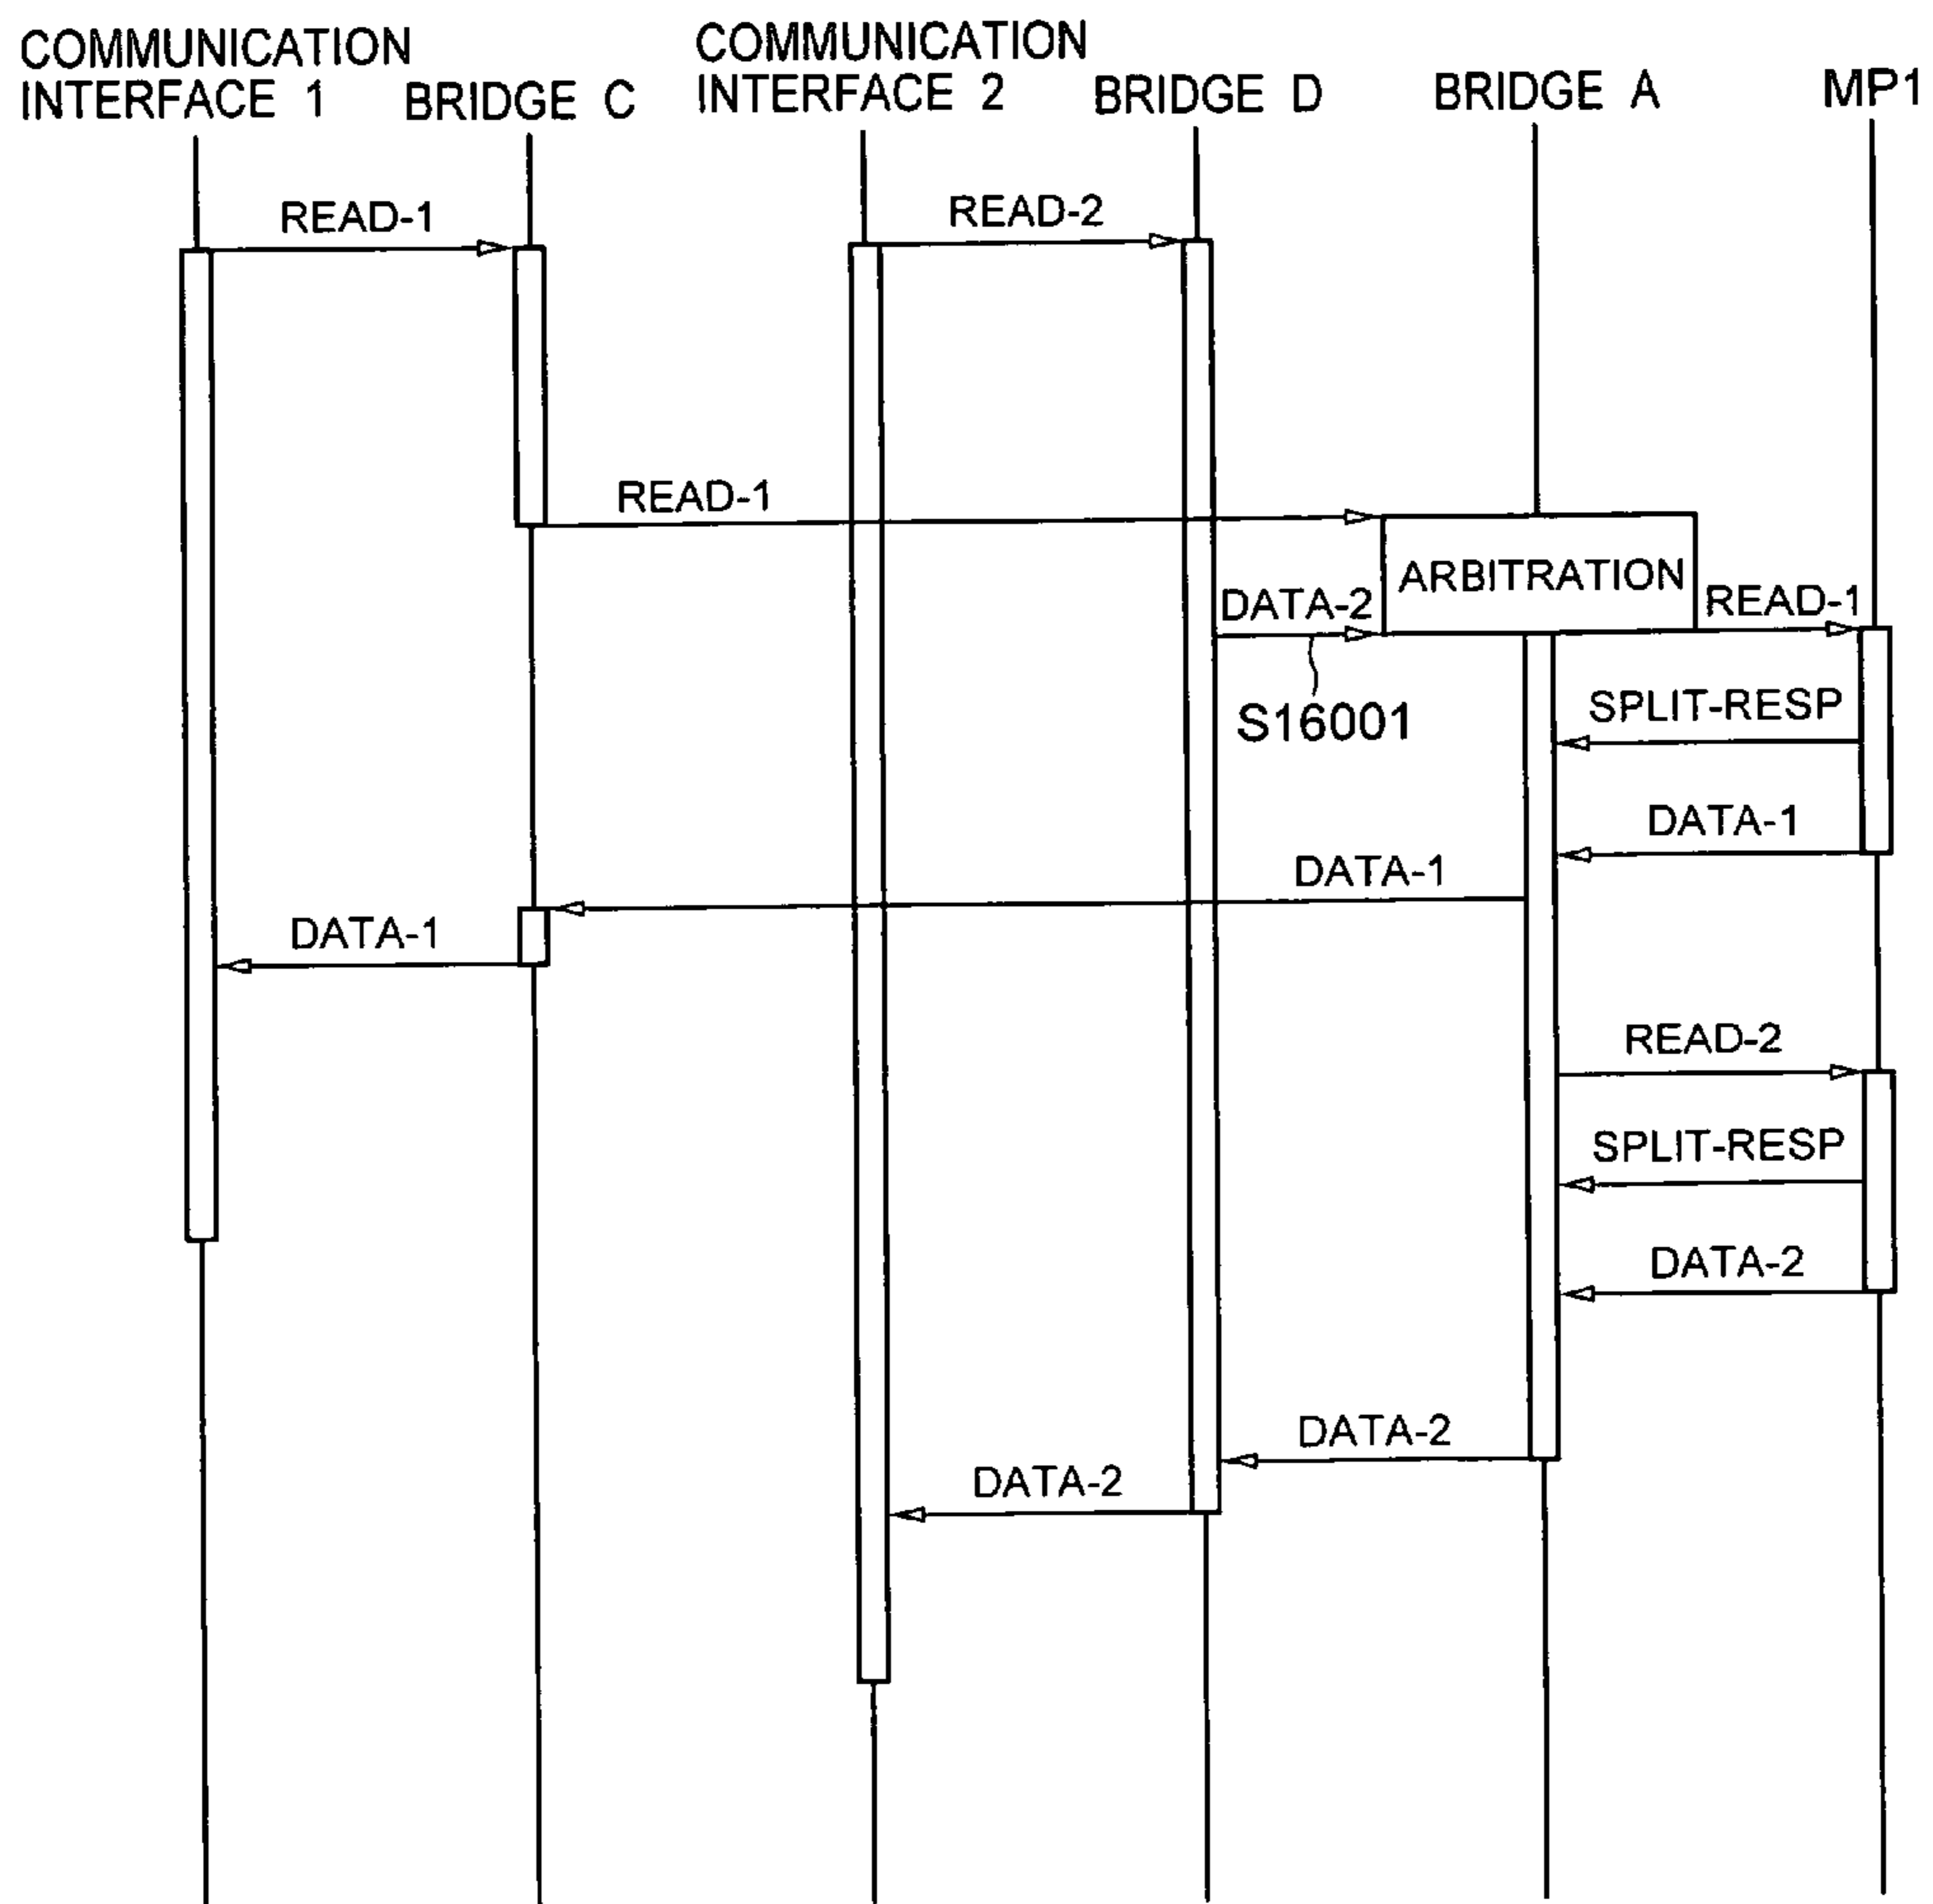 COMMUNICATION
INTERFACE 1
BRIDGE C
COMMUNICATION
INTERFACE 2
BRIDGE D
BRIDGE A
MP1
READ-1
READ-2
READ-1
ARBITRATION
DATA-2
READ-1
S16001
SPLIT-RESP
DATA-1
DATA-1
DATA-1
READ-2
SPLIT-RESP
DATA-2
DATA-2
DATA-2